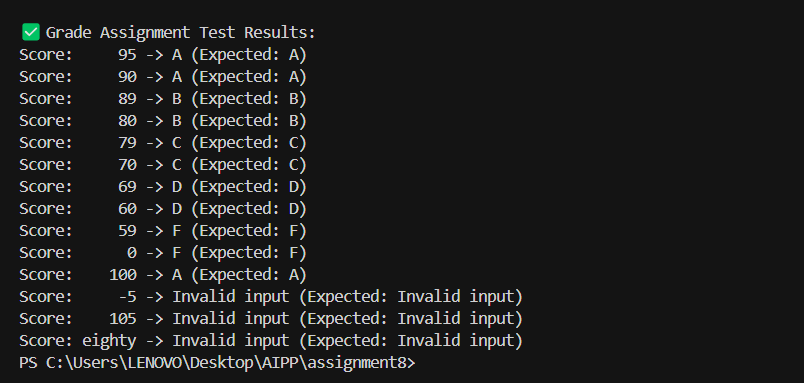 ✅ Grade Assignment Test Results:
Score:     95 -> A (Expected: A)
Score:     90 -> A (Expected: A)
Score:     89 -> B (Expected: B)
Score:     80 -> B (Expected: B)
Score:     79 -> C (Expected: C)
Score:     70 -> C (Expected: C)
Score:     69 -> D (Expected: D)
Score:     60 -> D (Expected: D)
Score:     59 -> F (Expected: F)
Score:      0 -> F (Expected: F)
Score:    100 -> A (Expected: A)
Score:     -5 -> Invalid input (Expected: Invalid input)
Score:    105 -> Invalid input (Expected: Invalid input)
Score: eighty -> Invalid input (Expected: Invalid input)
PS C:\Users\LENOVO\Desktop\AIPP\assignment8>